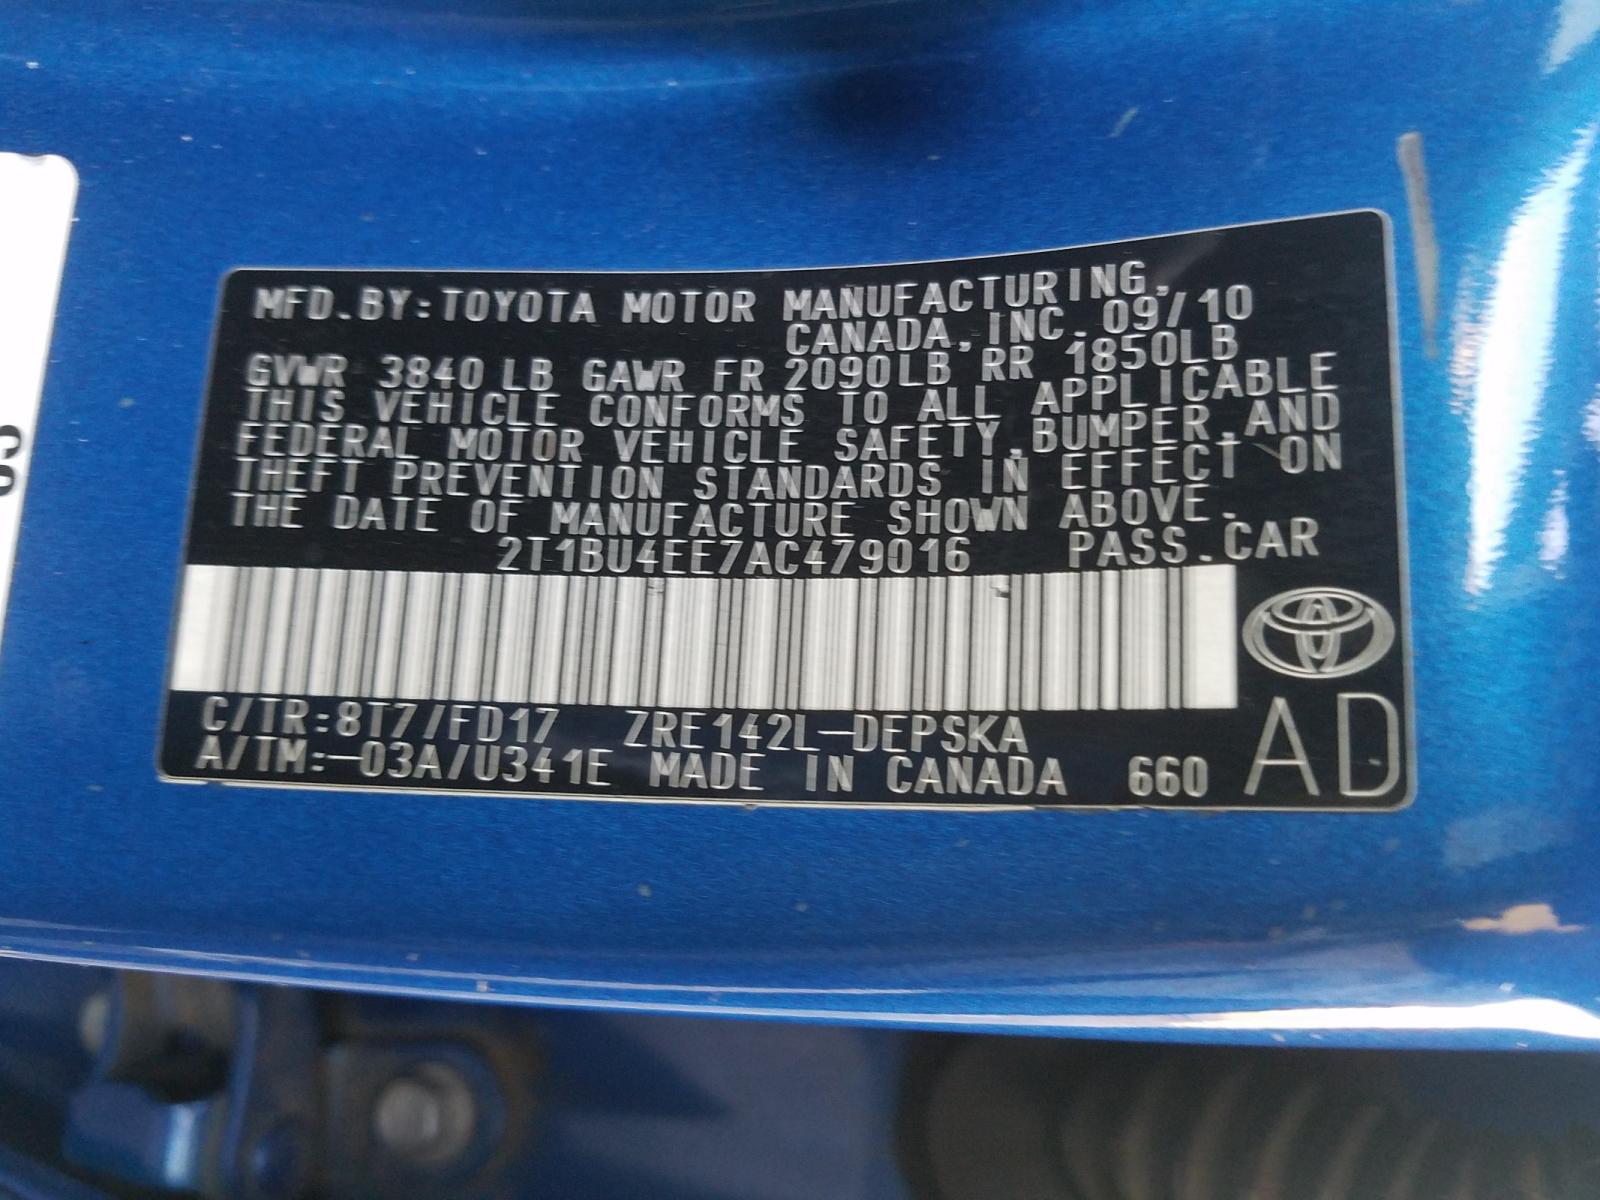 MFD.BY:TOYOTA MOTOR MANUFACTURING,
CANADA,INC. 09/10
GVWR 3840LB GAWR FR 2090LB RR 1850LB
THIS VEHICLE CONFORMS TO ALL APPLICABLE
FEDERAL MOTOR VEHICLE SAFETY,BUMPER,AND
THEFT PREVENTION STANDARDS IN EFFECT ON
THE DATE OF MANUFACTURE SHOWN ABOVE.
2T1BU4EE7AC479016 PASS.CAR
C/TR:8T7/FD17 ZRE142L-DEPSKA
A/TM:-03A/U341E MADE IN CANADA 660
AD